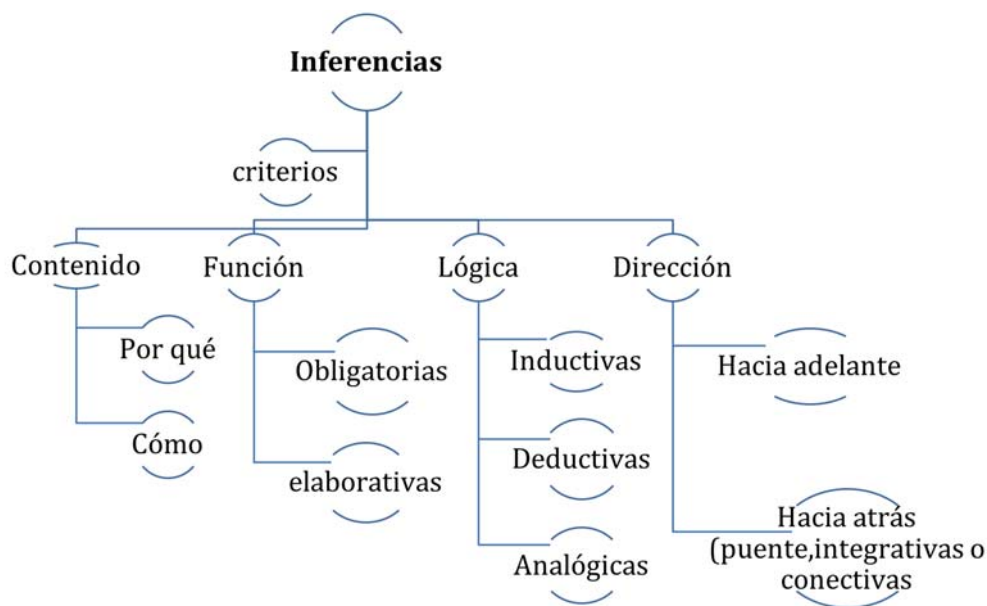 Inferencias
criterios
Contenido
Función
Lógica
Dirección
Por qué
Cómo
Obligatorias
elaborativas
Inductivas
Deductivas
Analógicas
Hacia adelante
Hacia atrás
(puente,integrativas o
conectivas